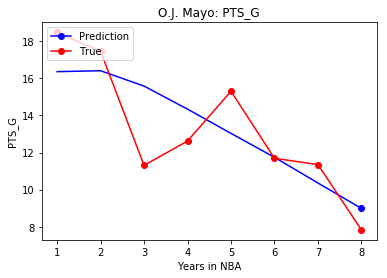 O.J. Mayo: PTS_G
Prediction
True
18
16
14
12
10
8
PTS_G
1 2 3 4 5 6 7 8
Years in NBA